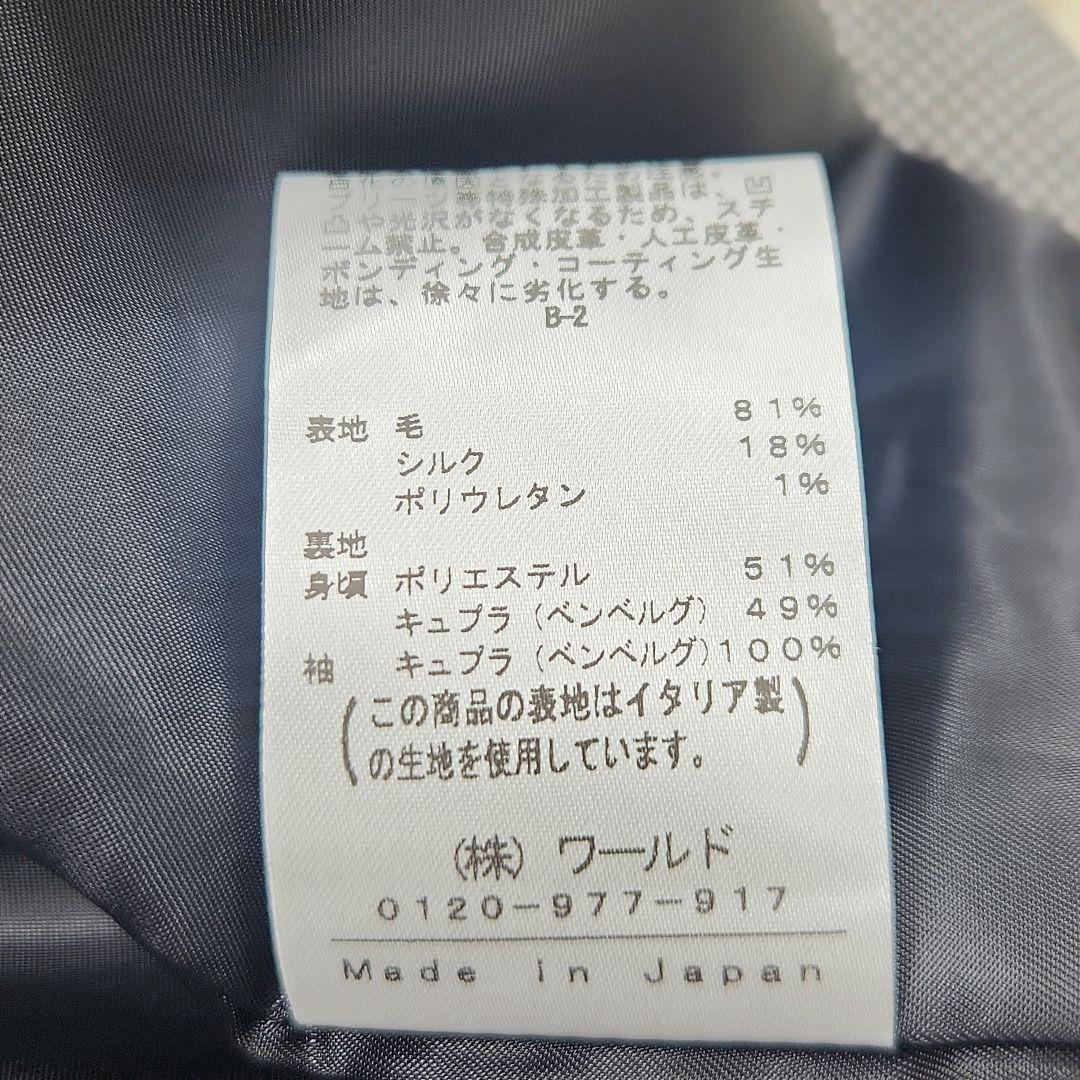 等特殊加工製品は、凹
凸や光沢がなくなるため、スチ
ーム禁止。合成皮革・人工皮革・
ボンディング・コーティング生
地は、徐々に劣化する。
B-2
表地 毛 81%
シルク 18%
ポリウレタン 1%
裏地
身頃 ポリエステル 51%
キュプラ(ベンベルグ) 49%
袖 キュプラ(ベンベルグ)100%
(この商品の表地はイタリア製
の生地を使用しています。)
(株) ワールド
0120-977-917
Made in Japan